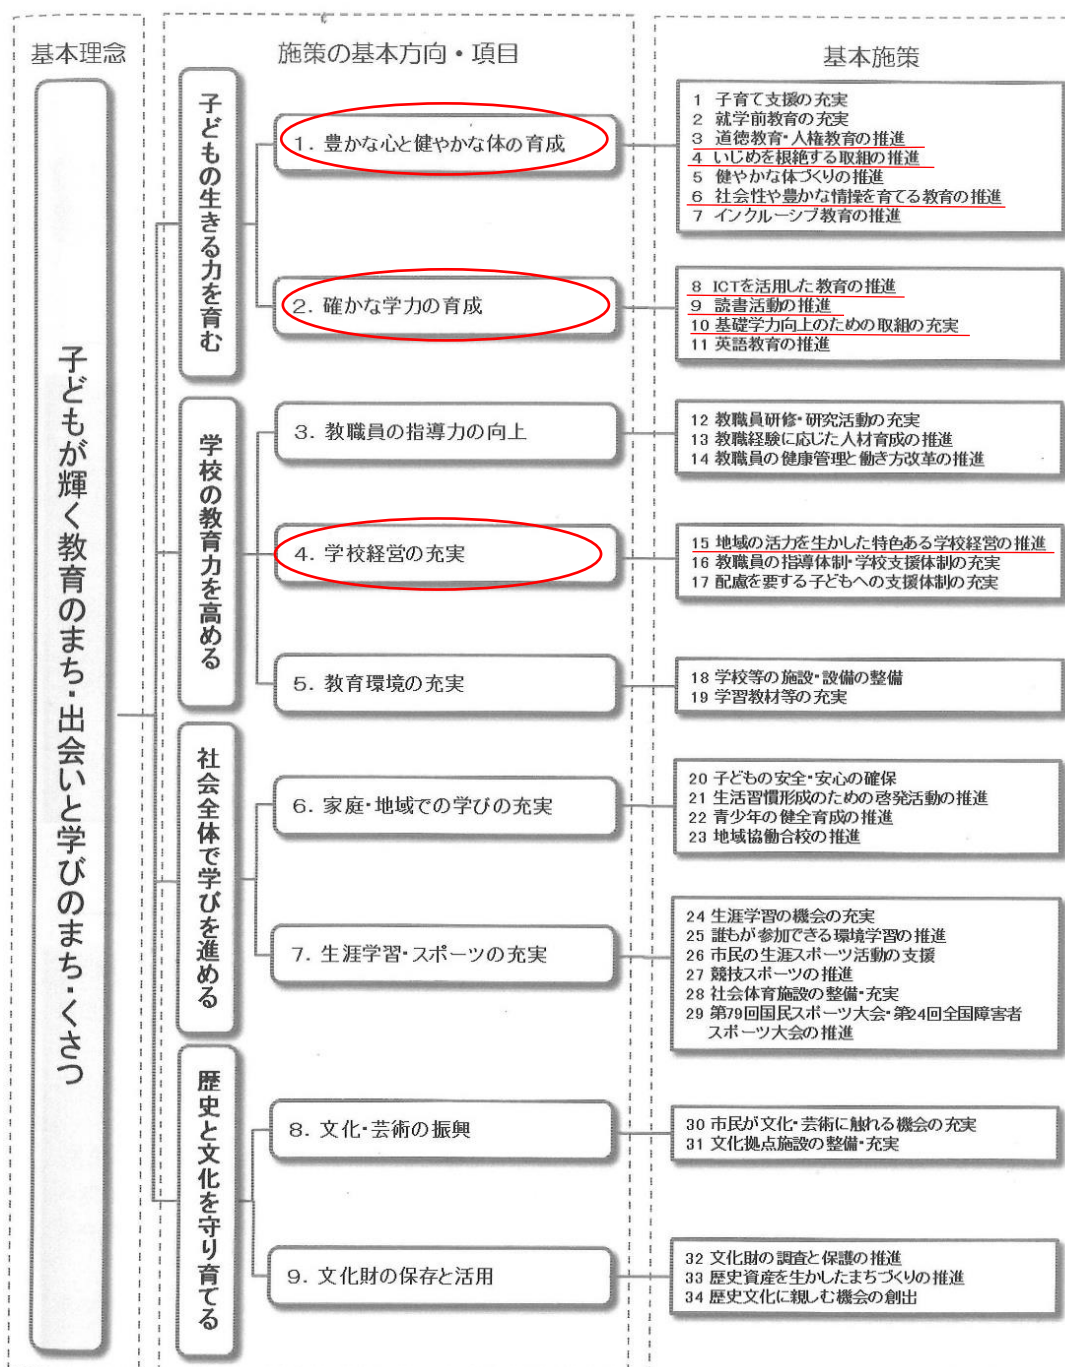 基本理念
施策の基本方向・項目
基本施策
子どもが輝く教育のまち・出会いと学びのまち・くさつ
子どもの生きる力を育む
1. 豊かな心と健やかな体の育成
1 子育て支援の充実
2 就学前教育の充実
3 道徳教育・人権教育の推進
4 いじめを根絶する取組の推進
5 健やかな体づくりの推進
6 社会性や豊かな情操を育てる教育の推進
7 インクルーシブ教育の推進
2. 確かな学力の育成
8 ICTを活用した教育の推進
9 読書活動の推進
10 基礎学力向上のための取組の充実
11 英語教育の推進
学校の教育力を高める
3. 教職員の指導力の向上
12 教職員研修・研究活動の充実
13 教職経験に応じた人材育成の推進
14 教職員の健康管理と働き方改革の推進
4. 学校経営の充実
15 地域の活力を生かした特色ある学校経営の推進
16 教職員の指導体制・学校支援体制の充実
17 配慮を要する子どもへの支援体制の充実
5. 教育環境の充実
18 学校等の施設・設備の整備
19 学習教材等の充実
社会全体で学びを進める
6. 家庭・地域での学びの充実
20 子どもの安全・安心の確保
21 生活習慣形成のための啓発活動の推進
22 青少年の健全育成の推進
23 地域協働合校の推進
7. 生涯学習・スポーツの充実
24 生涯学習の機会の充実
25 誰もが参加できる環境学習の推進
26 市民の生涯スポーツ活動の支援
27 競技スポーツの推進
28 社会体育施設の整備・充実
29 第79回国民スポーツ大会・第24回全国障害者
スポーツ大会の推進
歴史と文化を守り育てる
8. 文化・芸術の振興
30 市民が文化・芸術に触れる機会の充実
31 文化拠点施設の整備・充実
9. 文化財の保存と活用
32 文化財の調査と保護の推進
33 歴史資産を生かしたまちづくりの推進
34 歴史文化に親しむ機会の創出